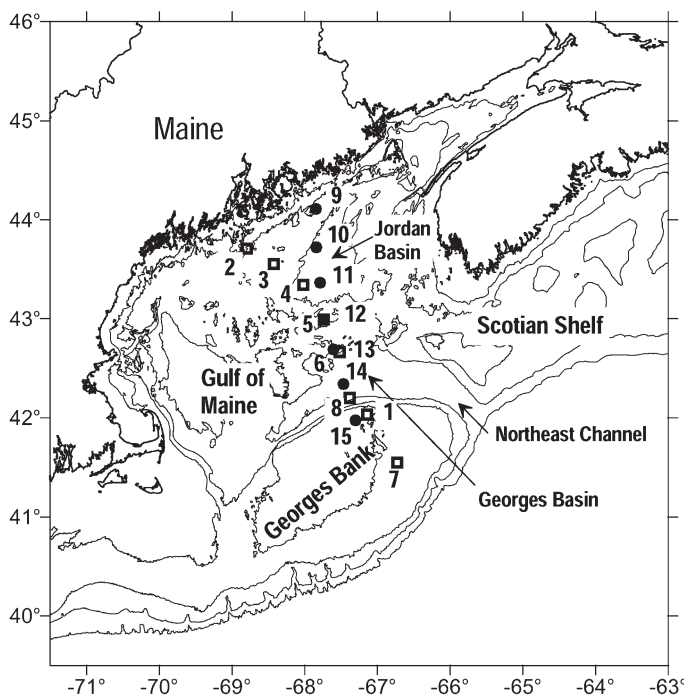 46°
45°
Maine
44°
9
10
Jordan
Basin
2
3
4
11
43°
5
12
Scotian Shelf
6
13
14
Gulf of
Maine
42°
8
1
Northeast Channel
15
7
Georges Bank
Georges Basin
41°
40°
-71° -70° -69° -68° -67° -66° -65° -64° -63°